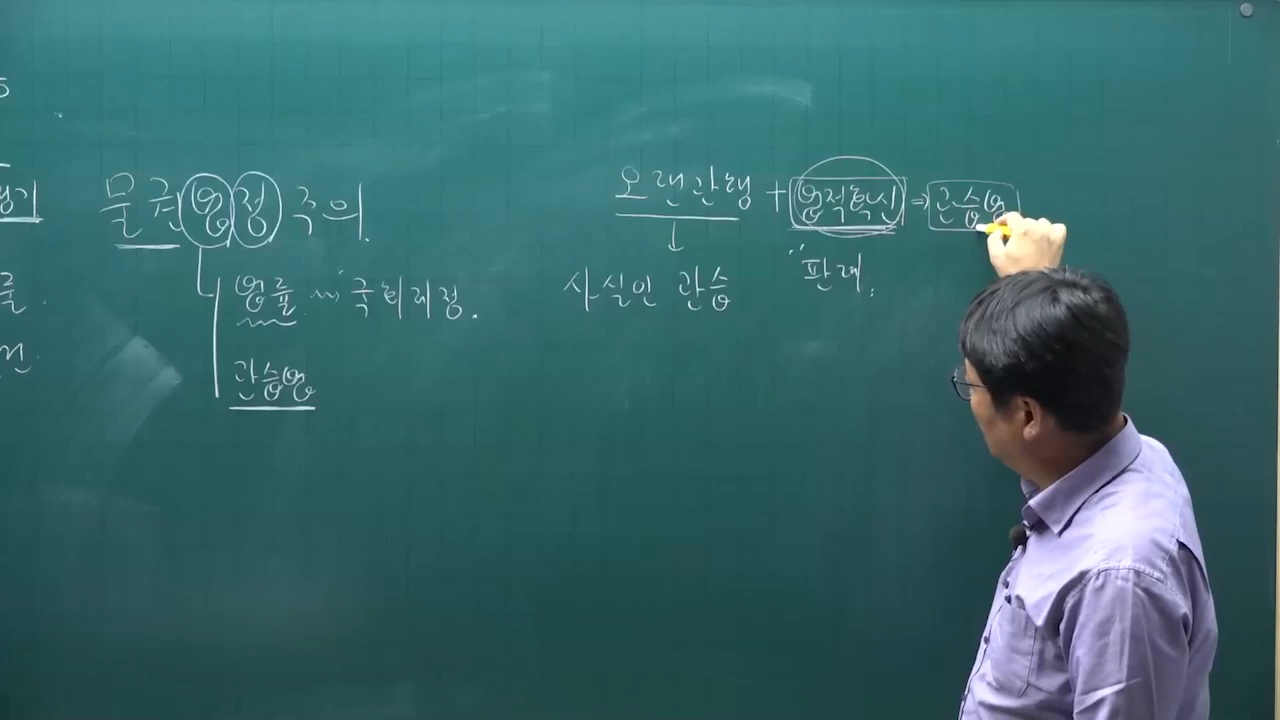 물권법정주의.
법률 … 국회제정.
관습법
오랜관행 + 법적확신 ⇒ 관습법
↓
사실인 관습
"판례.